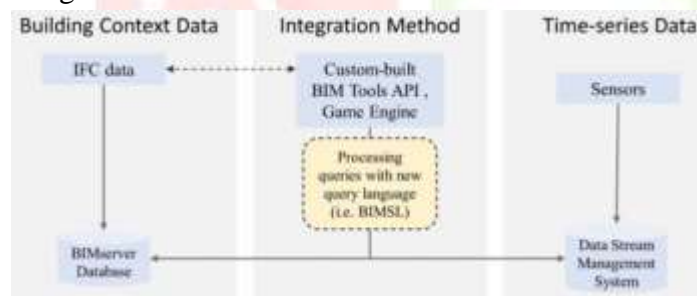 Building Context Data
Integration Method
Time-series Data
IFC data
Custom-built
BIM Tools API ,
Game Engine
Sensors
Processing
queries with new
query language
(i.e. BIMSL)
BIMserver
Database
Data Stream
Management
System